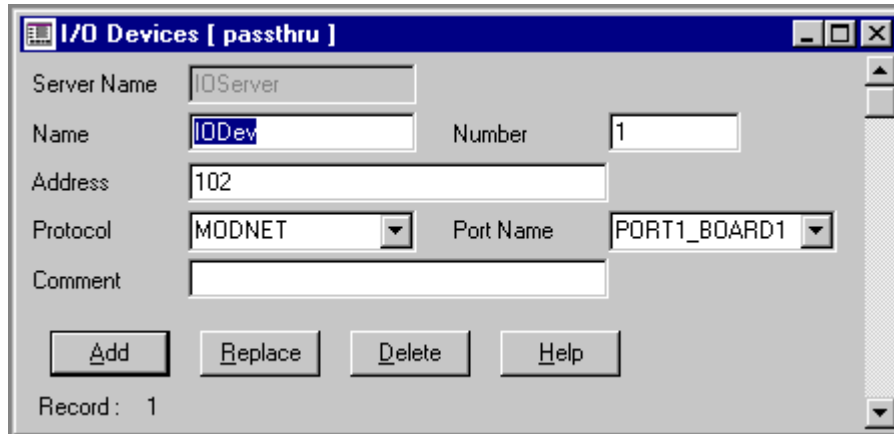 I/O Devices [ passthru ]
Server Name IOServer
Name IODev Number 1
Address 102
Protocol MODNET Port Name PORT1_BOARD1
Comment
Add Replace Delete Help
Record : 1